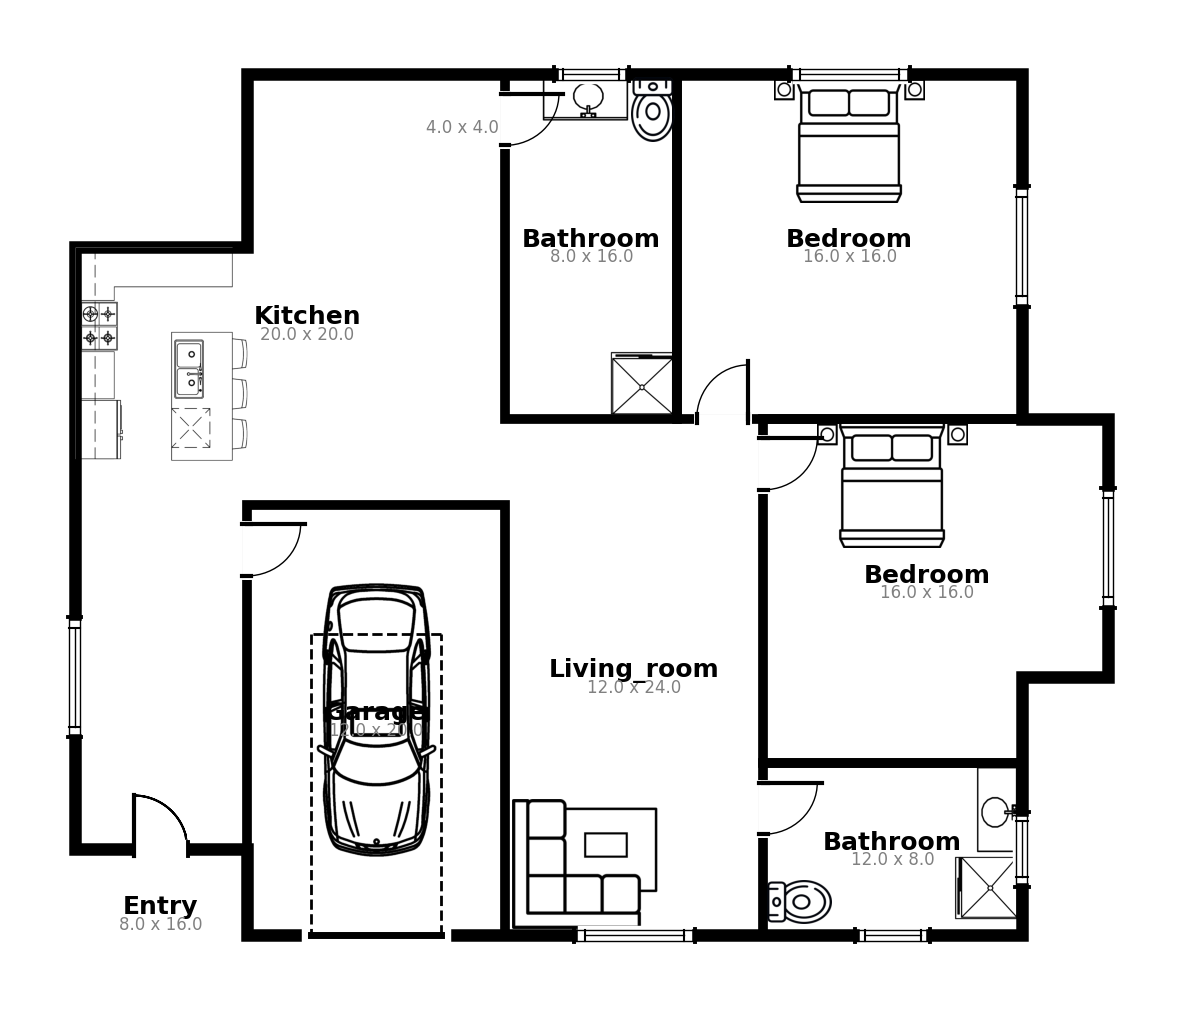 4.0 x 4.0
Bathroom
8.0 x 16.0
Bedroom
16.0 x 16.0
Kitchen
20.0 x 20.0
Bedroom
16.0 x 16.0
Living_room
12.0 x 24.0
Garage
12.0 x 20.0
Bathroom
12.0 x 8.0
Entry
8.0 x 16.0